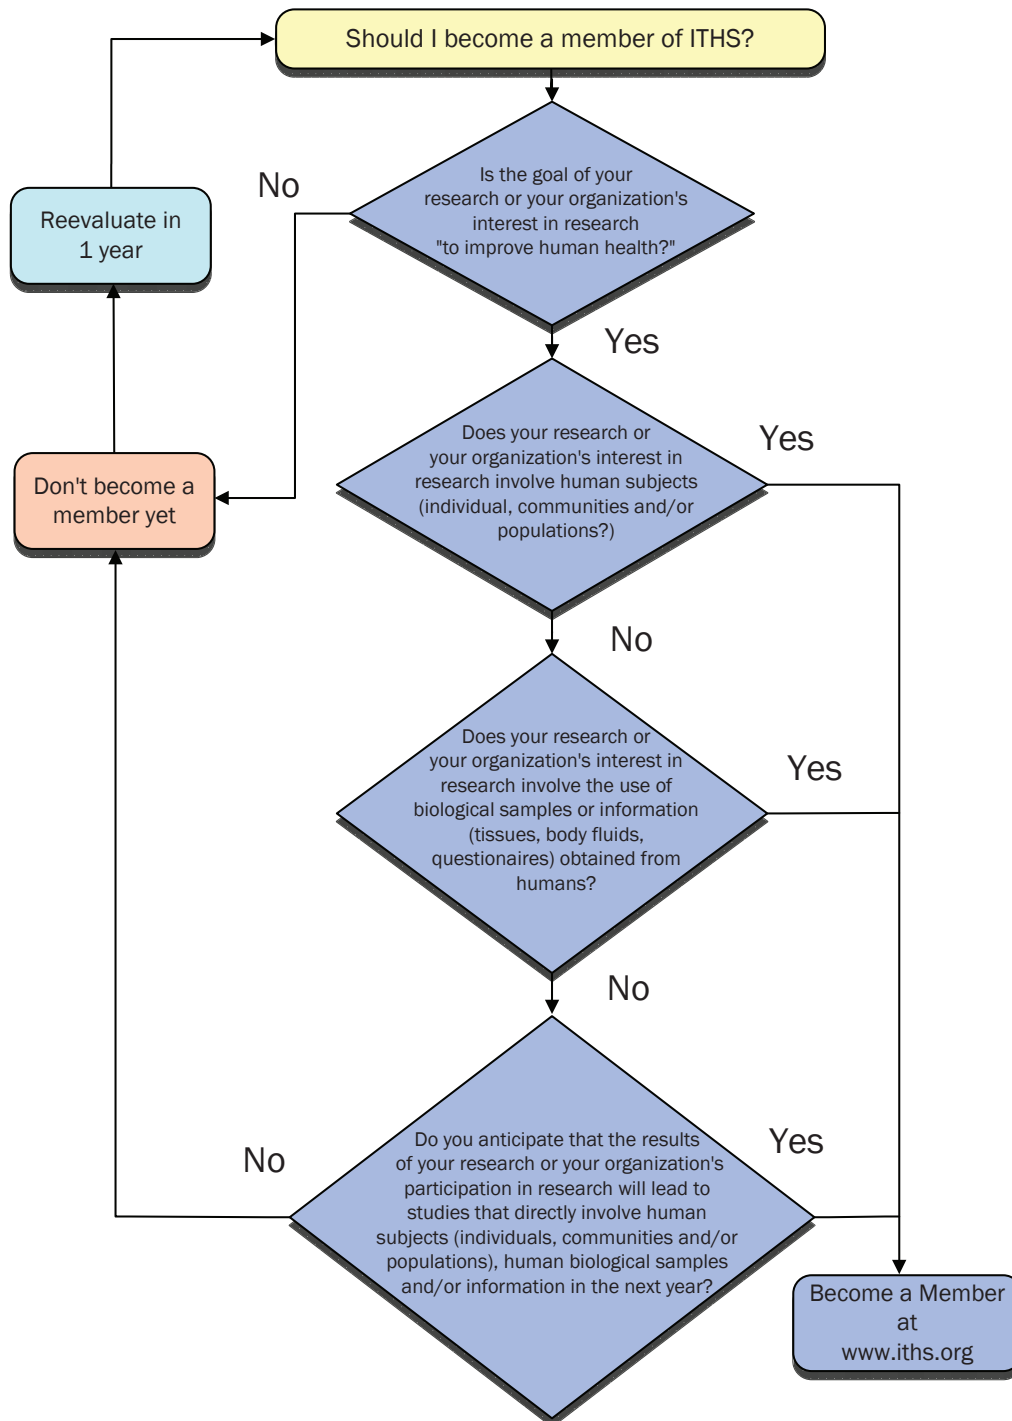 Should I become a member of ITHS?
Is the goal of your
research or your organization's
interest in research
"to improve human health?"
No
Reevaluate in
1 year
Yes
Does your research or
your organization's interest in
research involve human subjects
(individual, communities and/or
populations?)
Yes
Don't become a
member yet
No
Does your research or
your organization's interest in
research involve the use of
biological samples or information
(tissues, body fluids,
questionaires) obtained from
humans?
Yes
No
Do you anticipate that the results
of your research or your organization's
participation in research will lead to
studies that directly involve human
subjects (individuals, communities and/or
populations), human biological samples
and/or information in the next year?
No
Yes
Become a Member
at
www.iths.org